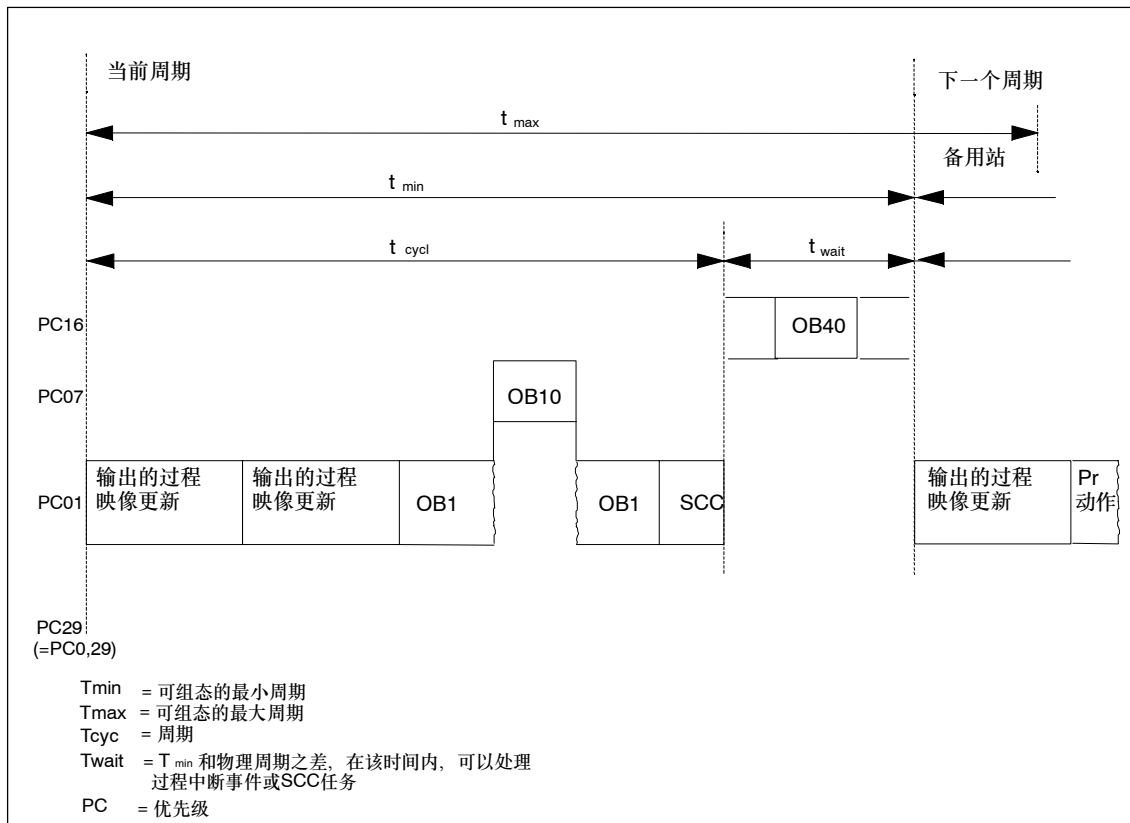 当前周期
下一个周期
t max
备用站
t min
t cycl
t wait
PC16
OB40
PC07
OB10
PC01
输出的过程
映像更新
输出的过程
映像更新
OB1
OB1
SCC
输出的过程
映像更新
Pr
动作
PC29
(=PC0,29)
Tmin = 可组态的最小周期
Tmax = 可组态的最大周期
Tcyc = 周期
Twait = T min 和物理周期之差，在该时间内，可以处理
过程中断事件或SCC任务
PC = 优先级